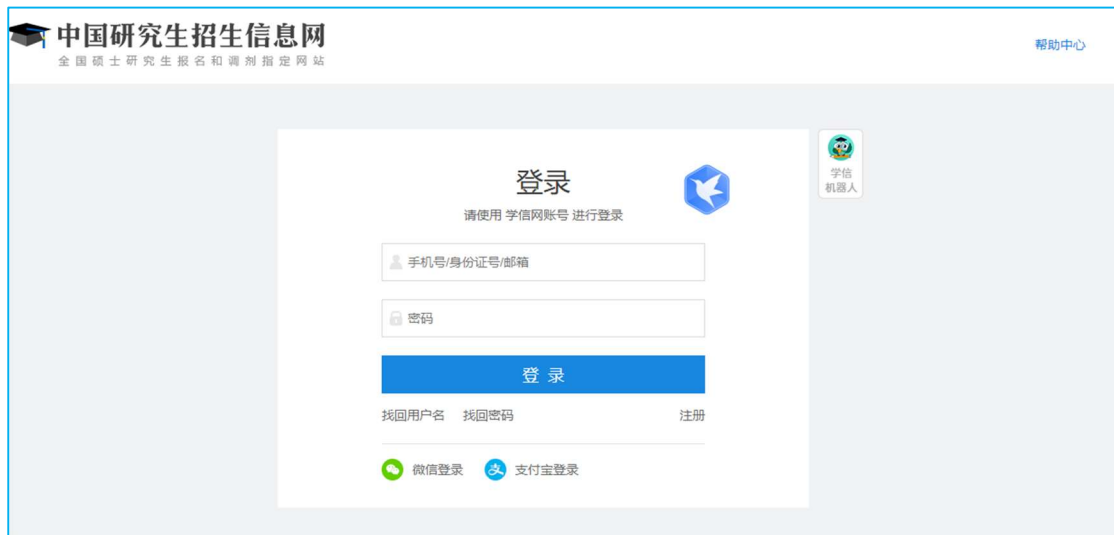 中国研究生招生信息网
全国硕士研究生报名和调剂指定网站
帮助中心
登录
请使用 学信网账号 进行登录
学信
机器人
手机号/身份证号/邮箱
密码
登 录
找回用户名 找回密码 注册
微信登录 支付宝登录